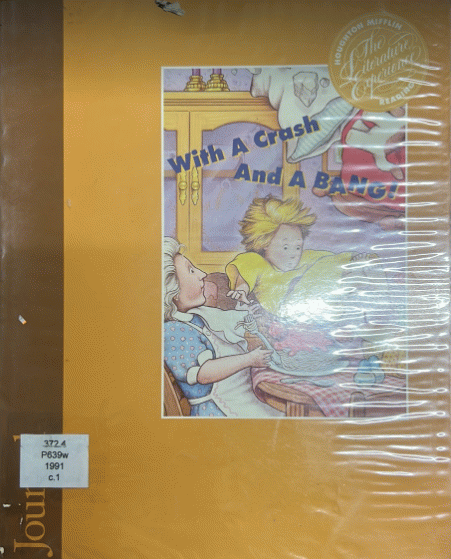 HOUGHTON MIFFLIN
The
Literature
Experience
READING
With A Crash
And A BANG!
372.4
P639w
1991
c.1
Jour